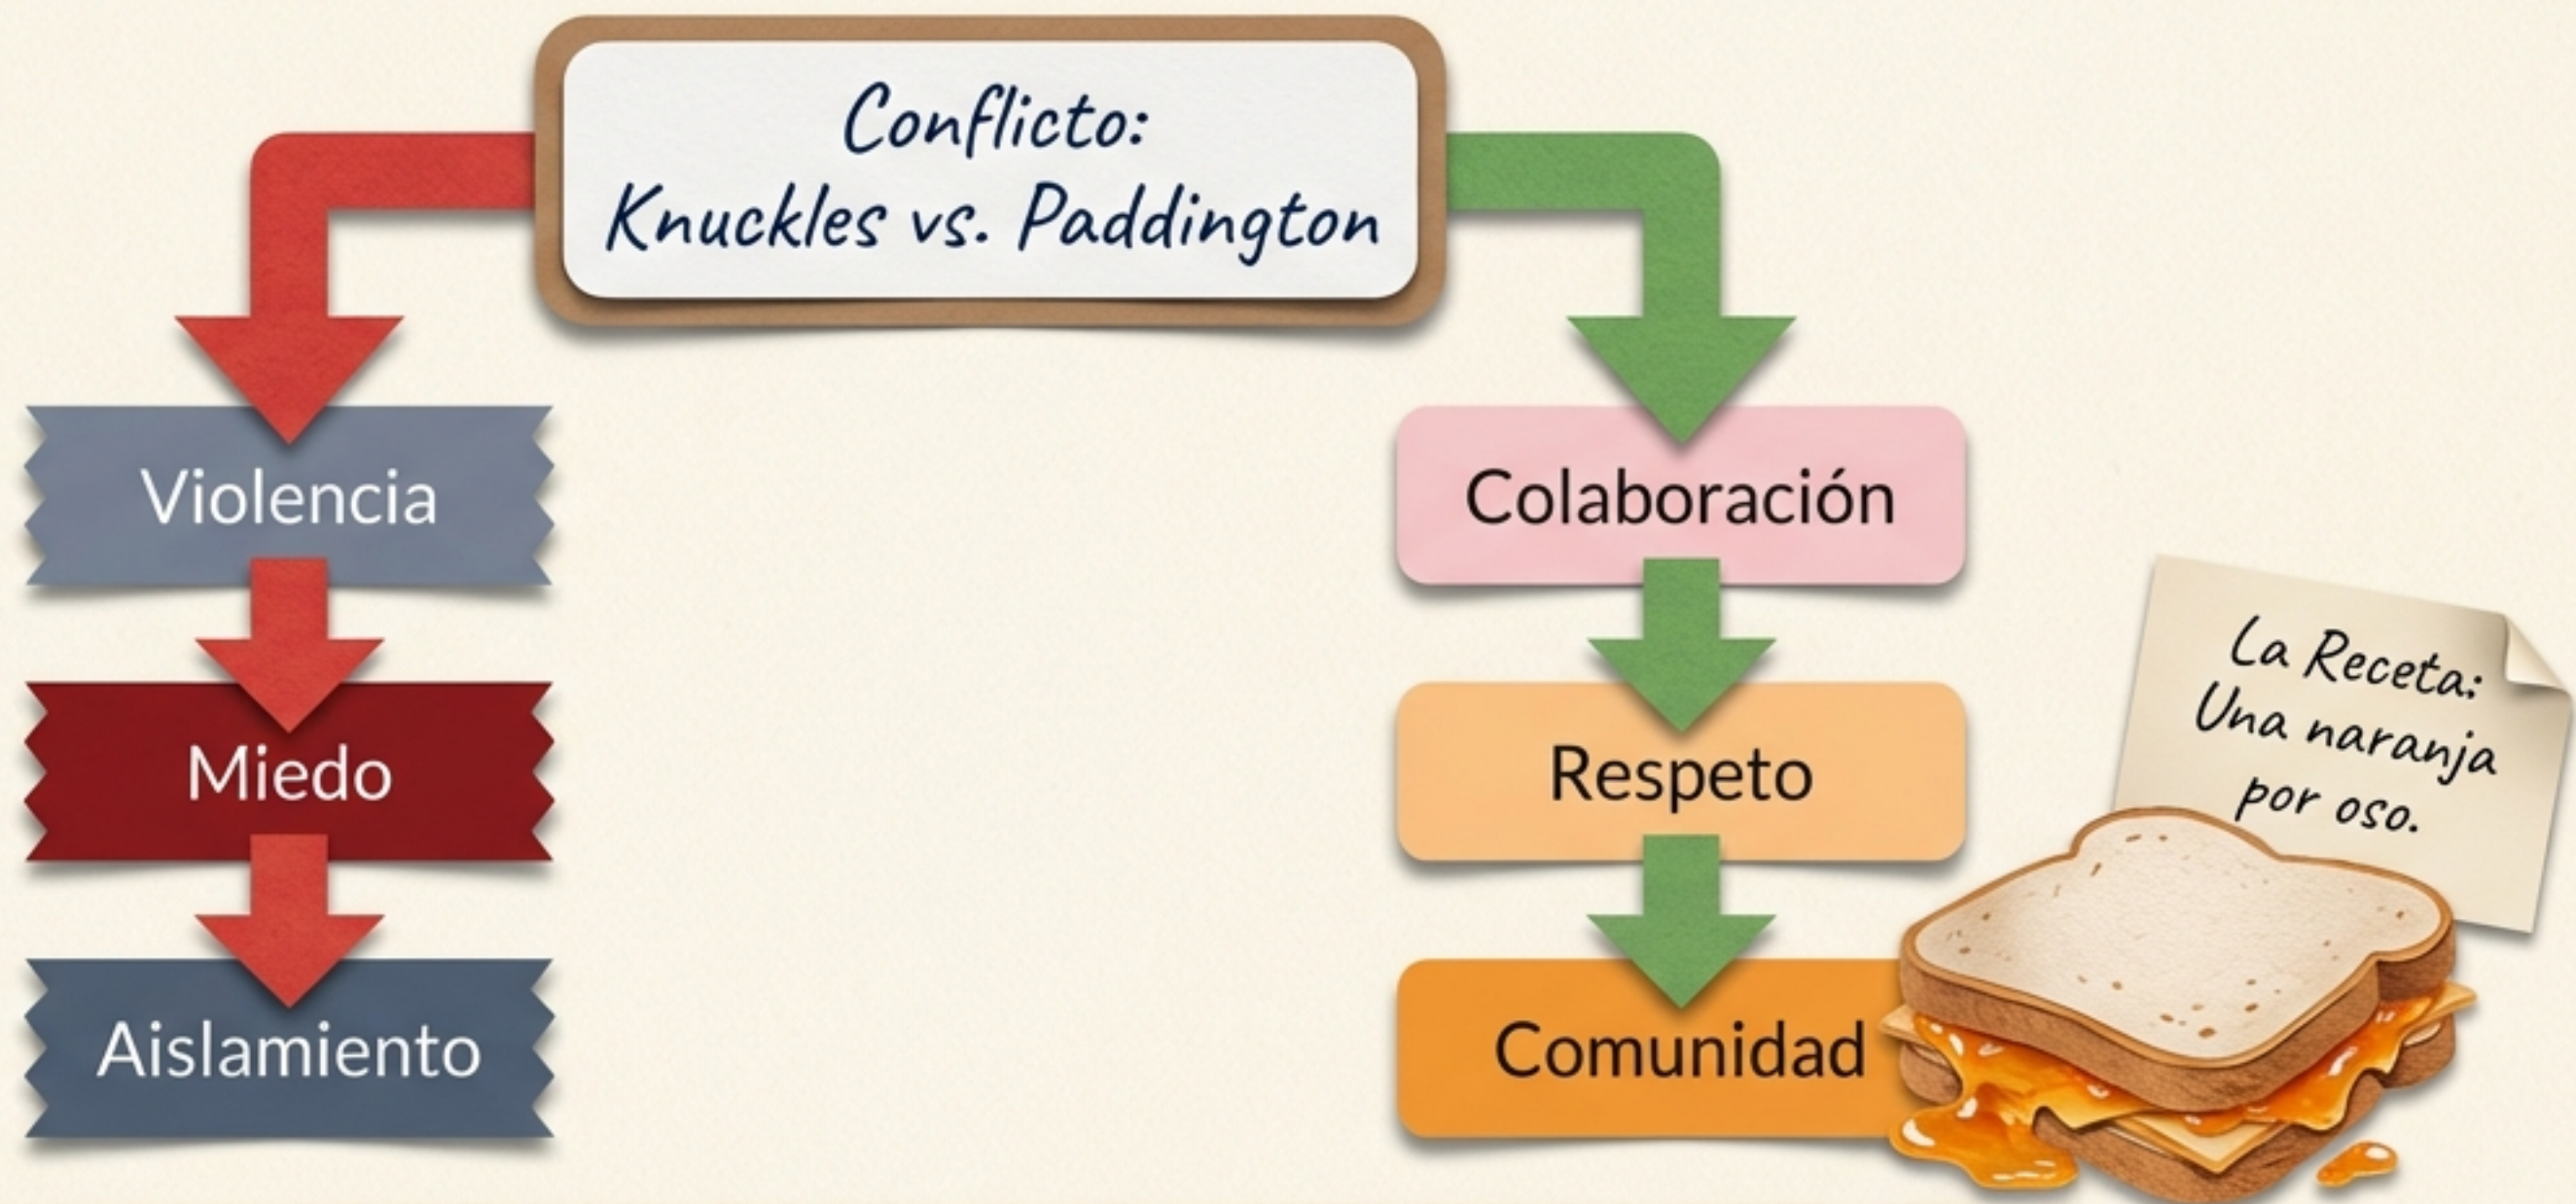 Conflicto:
Knuckles vs. Paddington
Violencia
Miedo
Aislamiento
Colaboración
Respeto
Comunidad
La Receta:
Una naranja
por oso.